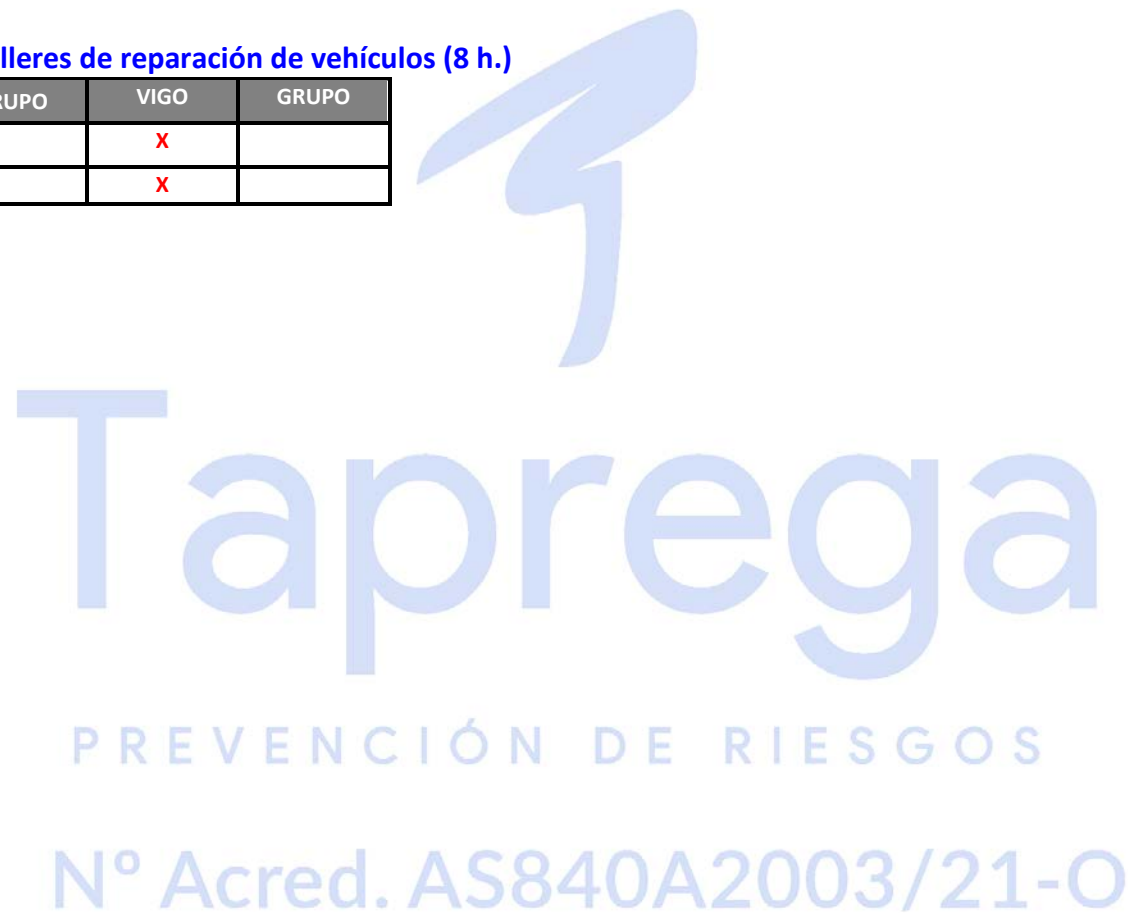 lleres de reparación de vehículos (8 h.)
RUPO VIGO GRUPO
X
X
Taprega
PREVENCIÓN DE RIESGOS
Nº Acred. AS840A2003/21-O